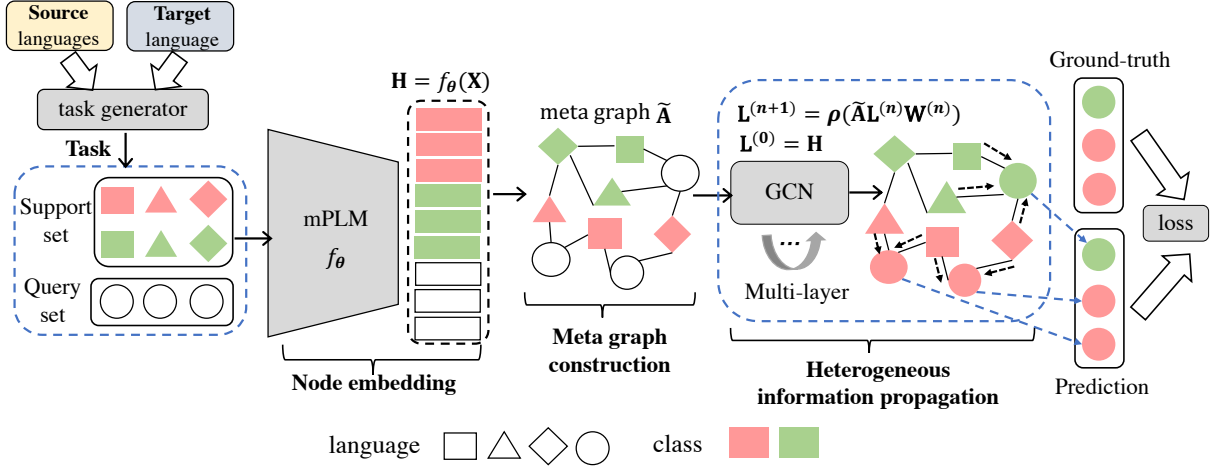 Source
languages
Target
language
task generator
Task
Support
set
Query
set
mPLM
f_θ
H = f_θ(X)
Node embedding
meta graph Ã
Meta graph
construction
L^(n+1) = ρ(ÃL^(n)W^(n))
L^(0) = H
GCN
...
Multi-layer
Heterogeneous
information propagation
Ground-truth
loss
Prediction
language
class